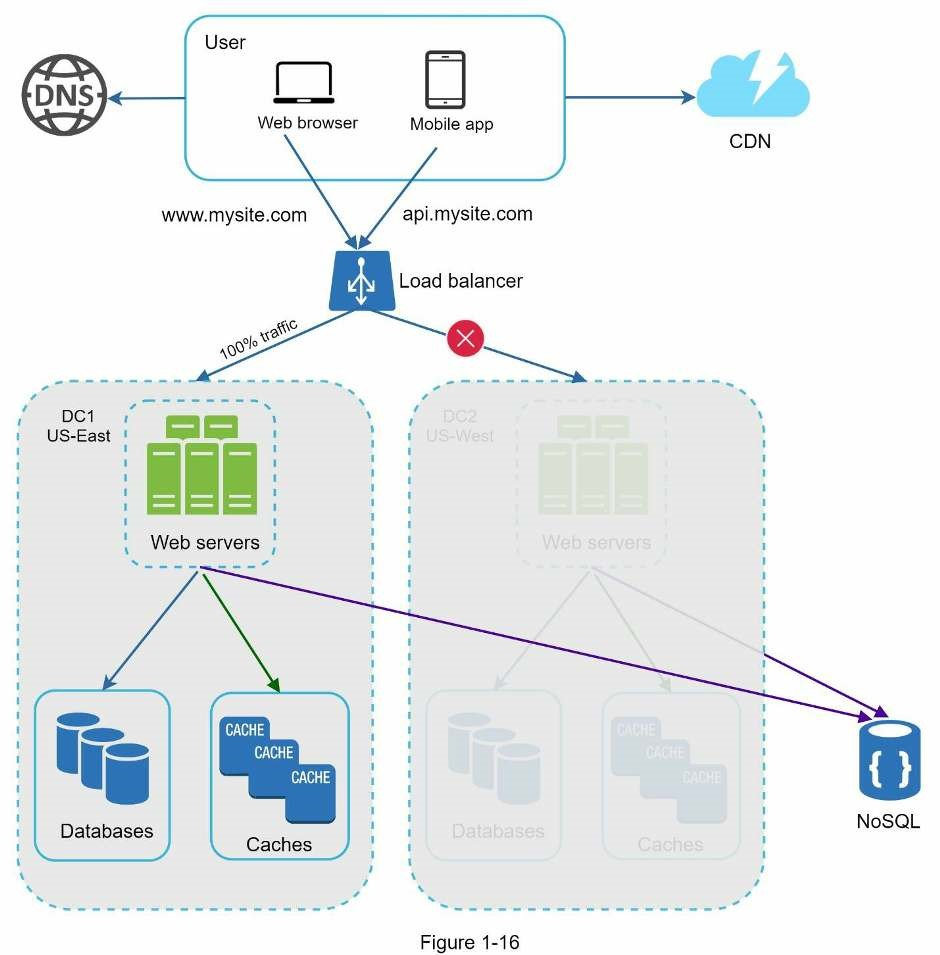 User
DNS
Web browser
Mobile app
CDN
www.mysite.com
api.mysite.com
Load balancer
100% traffic
DC1
US-East
Web servers
Databases
CACHE
CACHE
CACHE
Caches
DC2
US-West
Web servers
Databases
CACHE
CACHE
CACHE
Caches
{ }
NoSQL
Figure 1-16